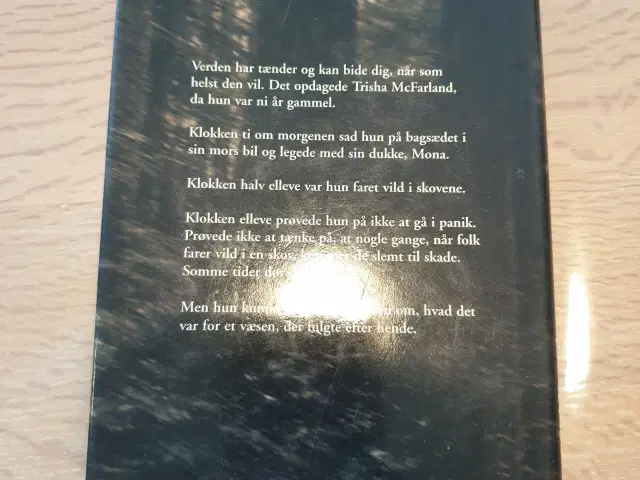 Verden har tænder og kan bide dig, når som
helst den vil. Det opdagede Trisha McFarland,
da hun var ni år gammel.
Klokken ti om morgenen sad hun på bagsædet i
sin mors bil og legede med sin dukke, Mona.
Klokken halv elleve var hun faret vild i skovene.
Klokken elleve prøvede hun på ikke at gå i panik.
Prøvede ikke at tænke på, at nogle gange, når folk
farer vild i en skov, de slemt til skade.
Somme tider
Men hun om, hvad det
var for et væsen, der fulgte efter hende.